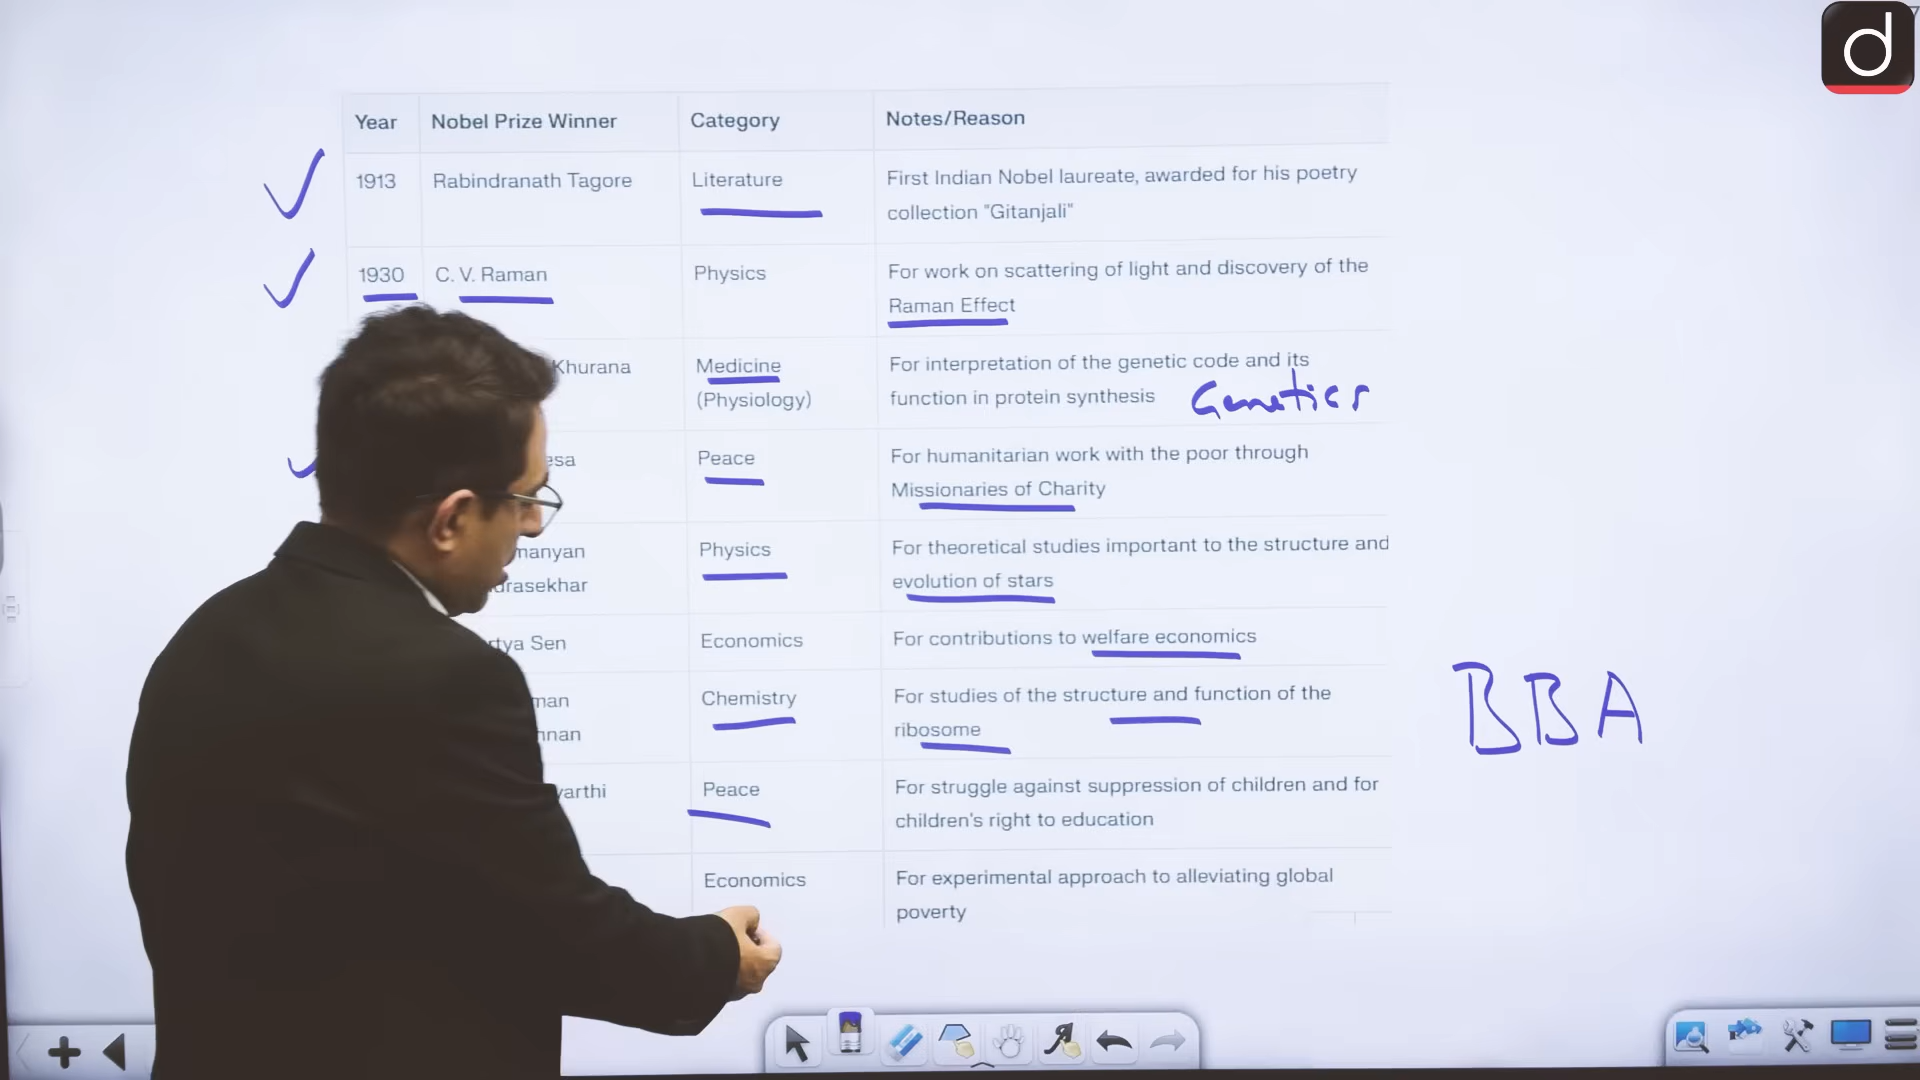 d
Year Nobel Prize Winner Category Notes/Reason
1913 Rabindranath Tagore Literature First Indian Nobel laureate, awarded for his poetry
collection "Gitanjali"
1930 C. V. Raman Physics For work on scattering of light and discovery of the
Raman Effect
Khurana Medicine For interpretation of the genetic code and its
(Physiology) function in protein synthesis Genetics
esa Peace For humanitarian work with the poor through
Missionaries of Charity
manyan Physics For theoretical studies important to the structure and
drasekhar evolution of stars
rtya Sen Economics For contributions to welfare economics
man Chemistry For studies of the structure and function of the
hnan ribosome
BBA
yarthi Peace For struggle against suppression of children and for
children's right to education
Economics For experimental approach to alleviating global
poverty